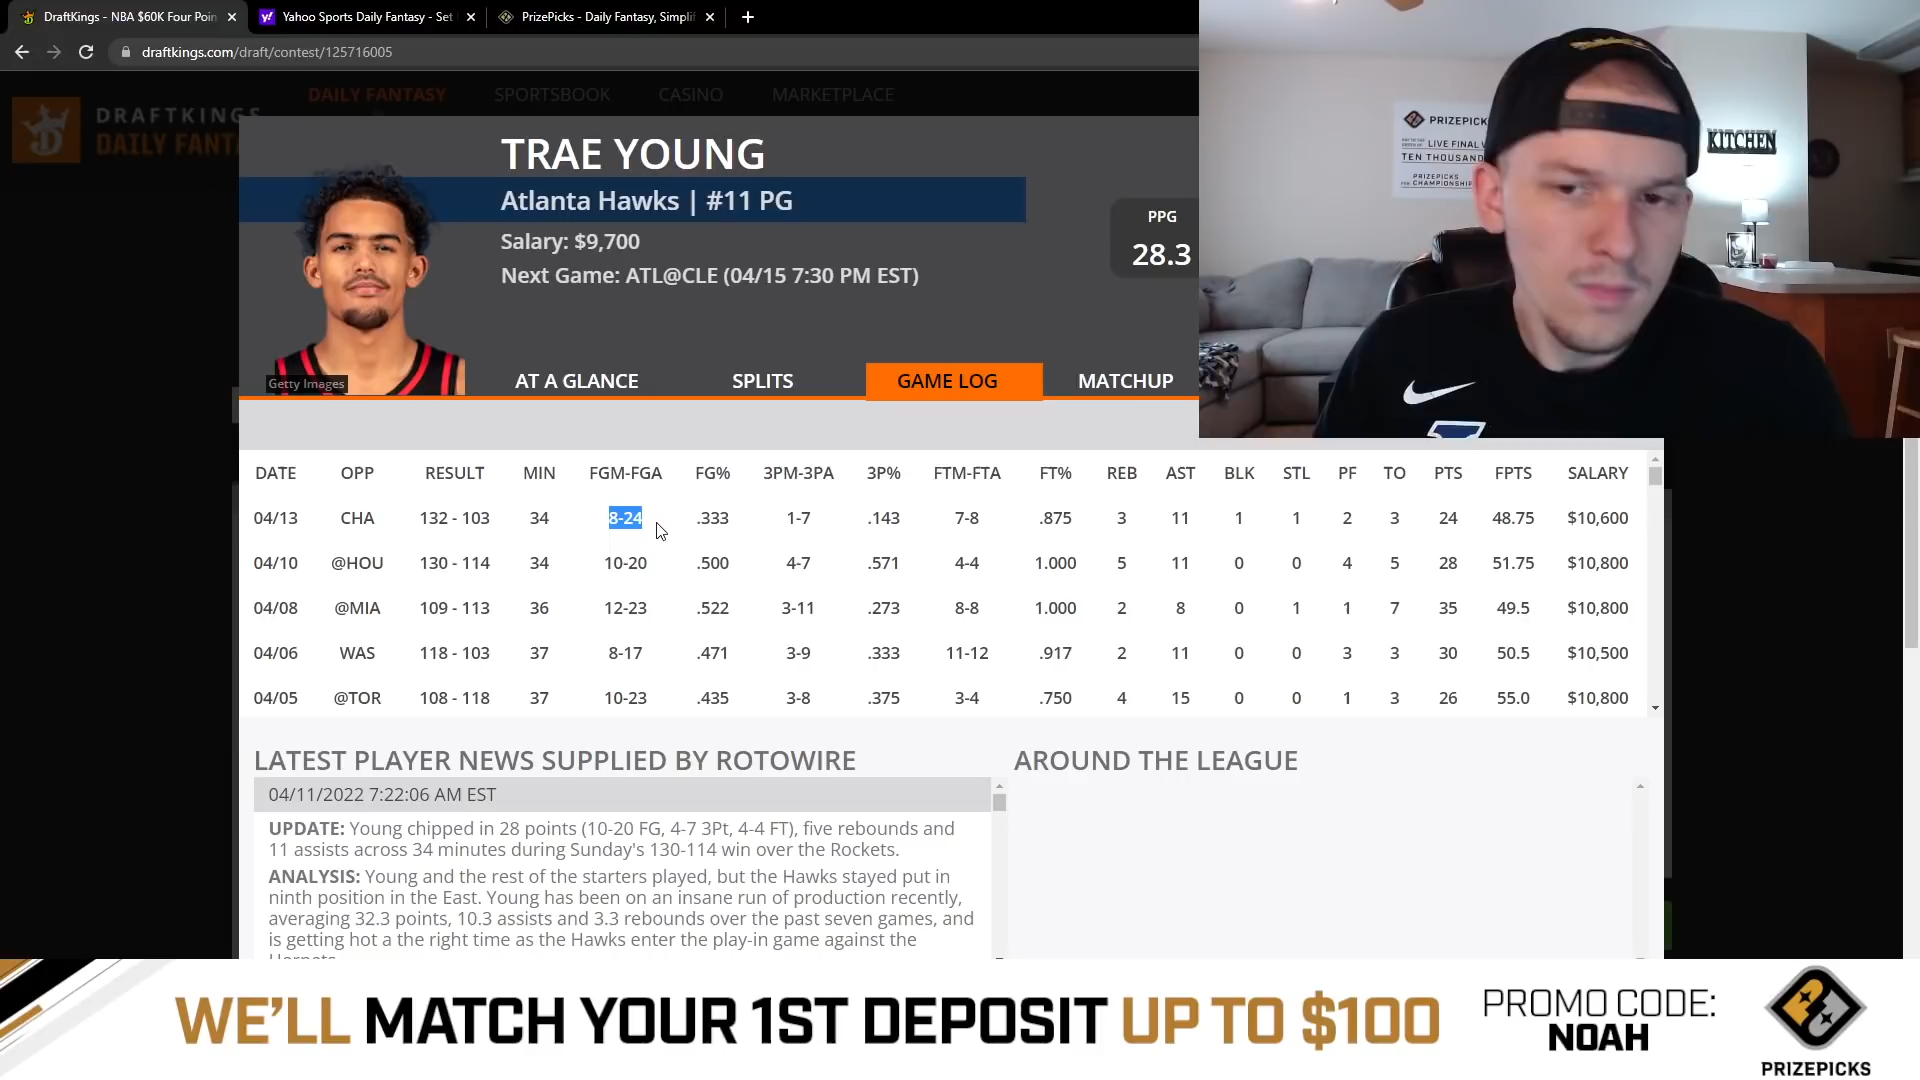 DraftKings - NBA $60K Four Poin
Yahoo Sports Daily Fantasy - Set
PrizePicks - Daily Fantasy, Simplif
draftkings.com/draft/contest/125716005
DRAFTKINGS
DAILY FANT
DAILY FANTASY
SPORTSBOOK
CASINO
MARKETPLACE
TRAE YOUNG
Atlanta Hawks | #11 PG
Salary: $9,700
Next Game: ATL@CLE (04/15 7:30 PM EST)
PPG
28.3
Getty Images
AT A GLANCE
SPLITS
GAME LOG
MATCHUP
PRIZEPICKS
LIVE FINAL
TEN THOUSAND
PRIZEPICKS
CHAMPIONSHIP
KITCHEN
DATE OPP RESULT MIN FGM-FGA FG% 3PM-3PA 3P% FTM-FTA FT% REB AST BLK STL PF TO PTS FPTS SALARY
04/13 CHA 132 - 103 34 8-24 .333 1-7 .143 7-8 .875 3 11 1 1 2 3 24 48.75 $10,600
04/10 @HOU 130 - 114 34 10-20 .500 4-7 .571 4-4 1.000 5 11 0 0 4 5 28 51.75 $10,800
04/08 @MIA 109 - 113 36 12-23 .522 3-11 .273 8-8 1.000 2 8 0 1 1 7 35 49.5 $10,800
04/06 WAS 118 - 103 37 8-17 .471 3-9 .333 11-12 .917 2 11 0 0 3 3 30 50.5 $10,500
04/05 @TOR 108 - 118 37 10-23 .435 3-8 .375 3-4 .750 4 15 0 0 1 3 26 55.0 $10,800
LATEST PLAYER NEWS SUPPLIED BY ROTOWIRE
04/11/2022 7:22:06 AM EST
UPDATE: Young chipped in 28 points (10-20 FG, 4-7 3Pt, 4-4 FT), five rebounds and
11 assists across 34 minutes during Sunday's 130-114 win over the Rockets.
ANALYSIS: Young and the rest of the starters played, but the Hawks stayed put in
ninth position in the East. Young has been on an insane run of production recently,
averaging 32.3 points, 10.3 assists and 3.3 rebounds over the past seven games, and
is getting hot a the right time as the Hawks enter the play-in game against the
Hornets.
AROUND THE LEAGUE
WE'LL MATCH YOUR 1ST DEPOSIT UP TO $100
PROMO CODE:
NOAH
PRIZEPICKS